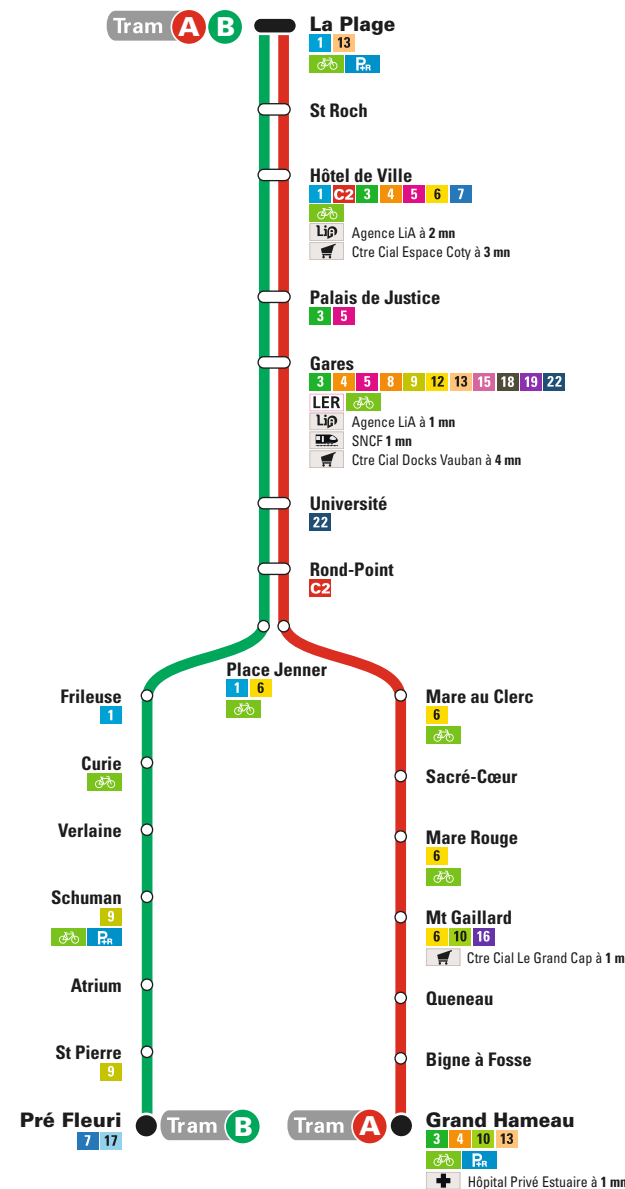 Tram A B
La Plage
1 13
P+R
St Roch
Hôtel de Ville
1 C2 3 4 5 6 7
LiA Agence LiA à 2 mn
Ctre Cial Espace Coty à 3 mn
Palais de Justice
3 5
Gares
3 4 5 8 9 12 13 15 18 19 22
LER
LiA Agence LiA à 1 mn
SNCF 1 mn
Ctre Cial Docks Vauban à 4 mn
Université
22
Rond-Point
C2
Place Jenner
1 6
Frileuse
1
Curie
Verlaine
Schuman
9
P+R
Atrium
St Pierre
9
Pré Fleuri
7 17
Tram B
Mare au Clerc
6
Sacré-Cœur
Mare Rouge
6
Mt Gaillard
6 10 16
Ctre Cial Le Grand Cap à 1 m
Queneau
Bigne à Fosse
Tram A
Grand Hameau
3 4 10 13
P+R
Hôpital Privé Estuaire à 1 mn